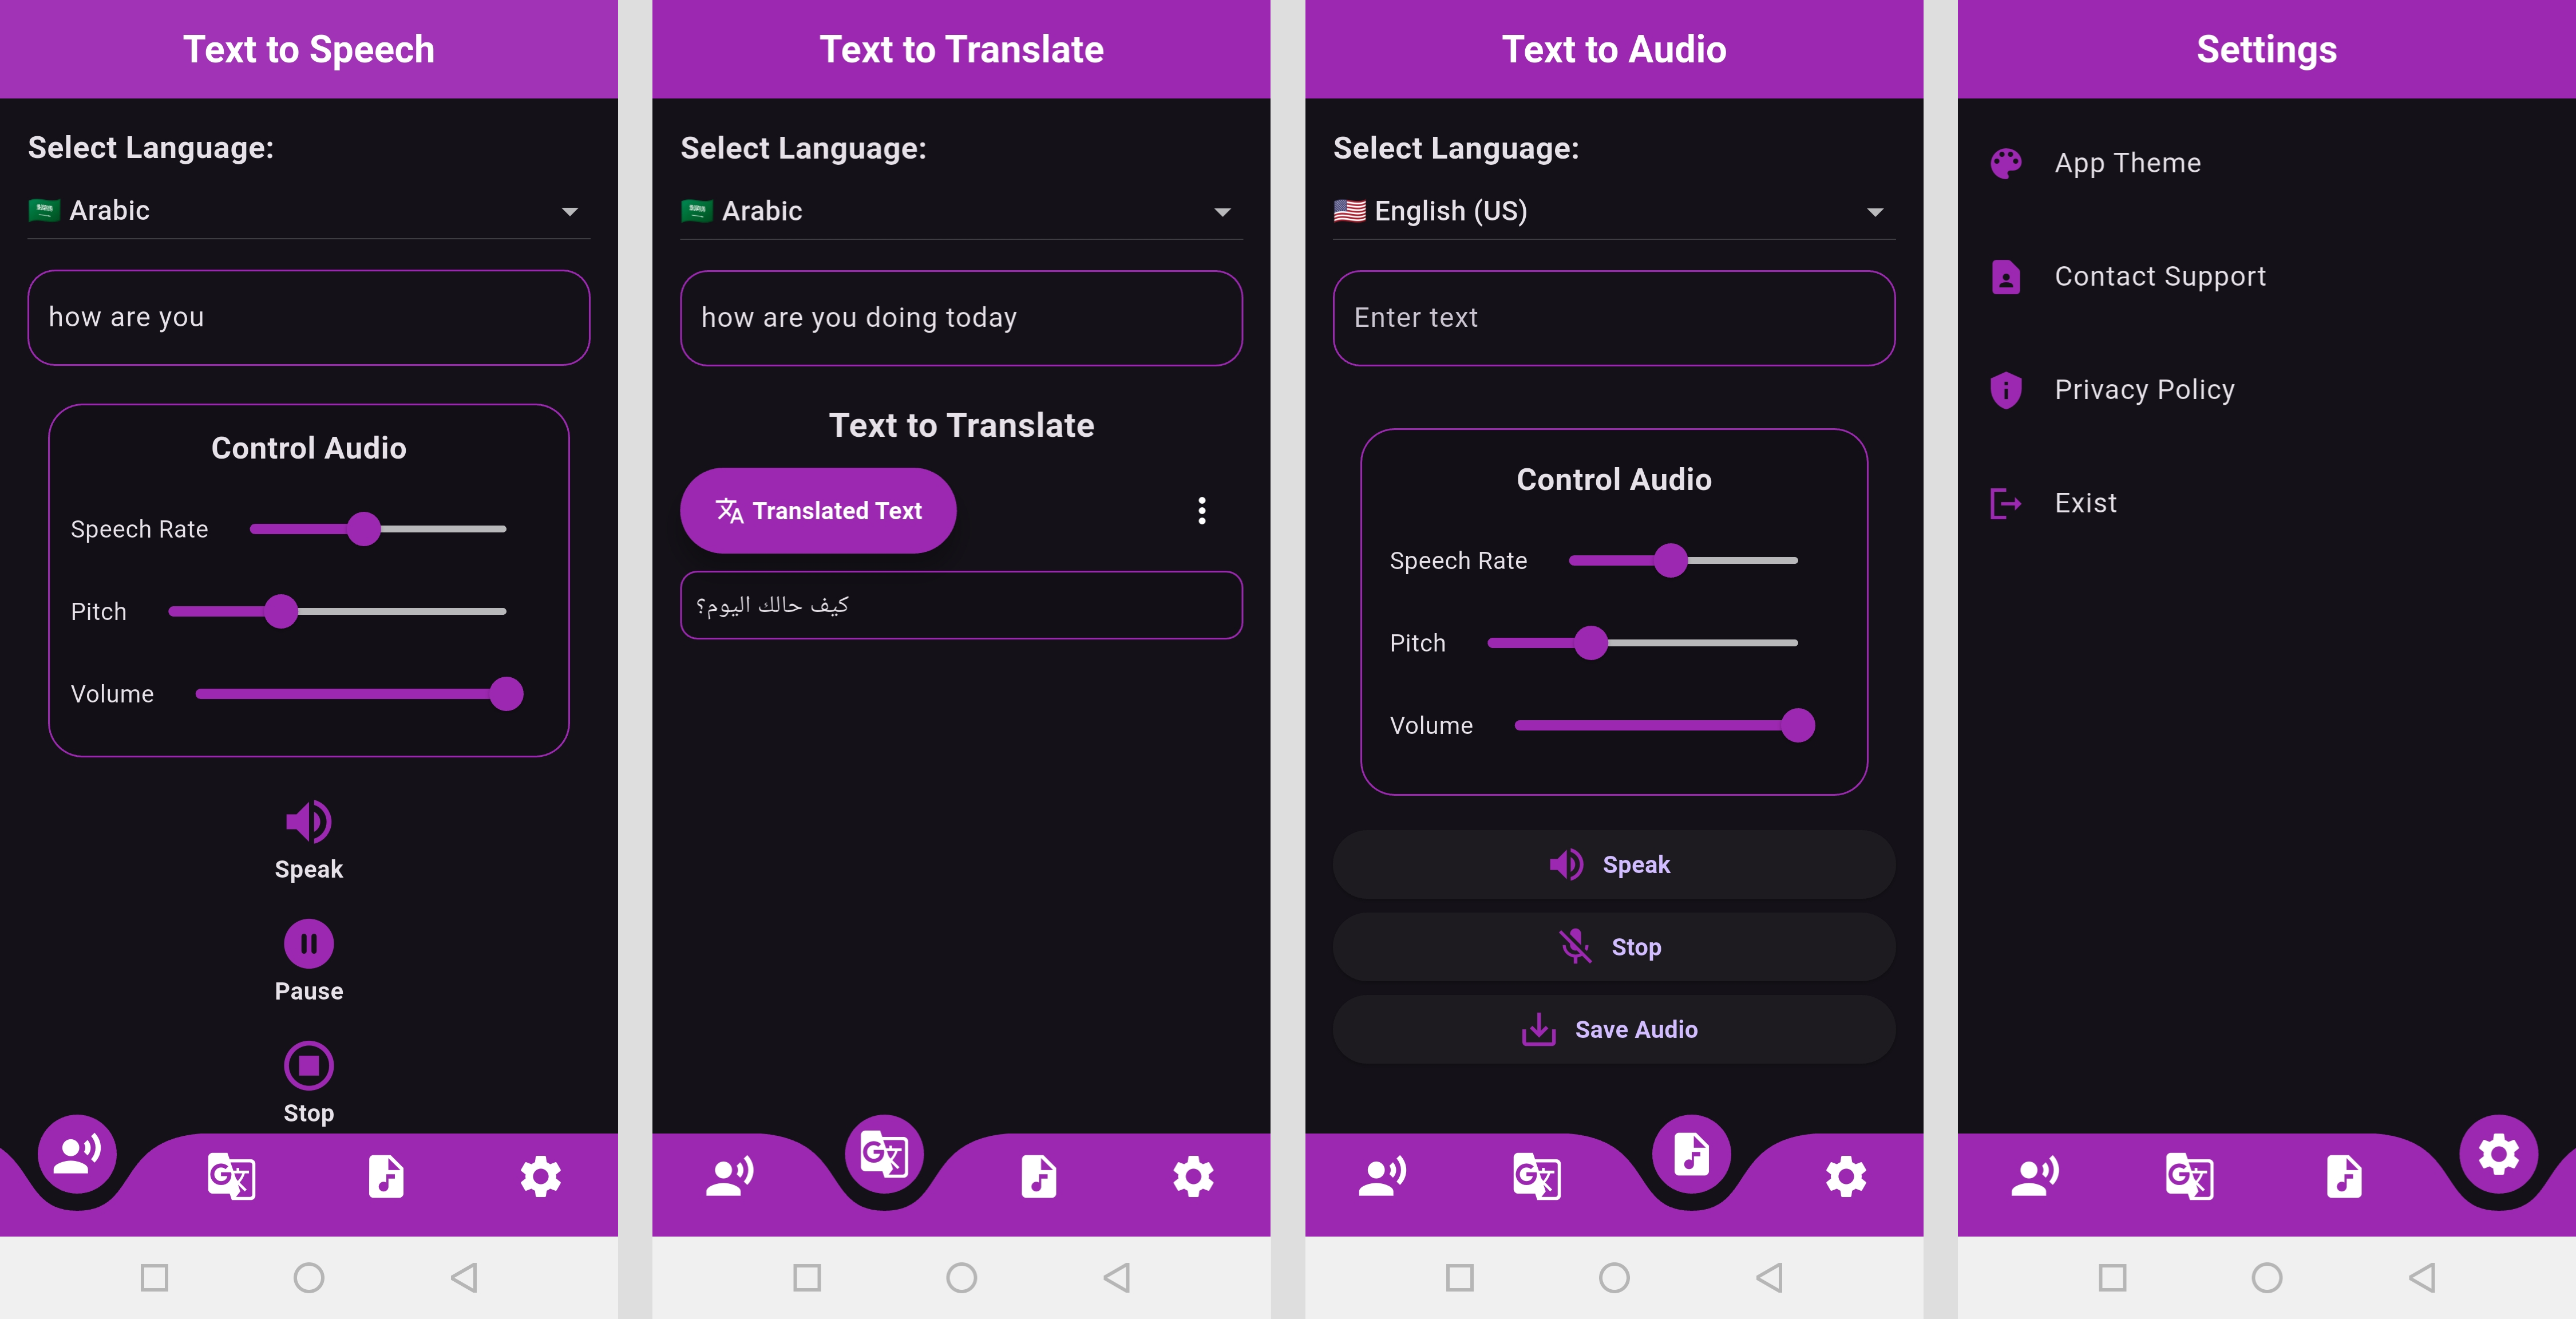 Text to Speech
Select Language:
Arabic
how are you
Control Audio
Speech Rate
Pitch
Volume
Speak
Pause
Stop
Text to Translate
Select Language:
Arabic
how are you doing today
Text to Translate
Translated Text
كيف حالك اليوم؟
Text to Audio
Select Language:
English (US)
Enter text
Control Audio
Speech Rate
Pitch
Volume
Speak
Stop
Save Audio
Settings
App Theme
Contact Support
Privacy Policy
Exist